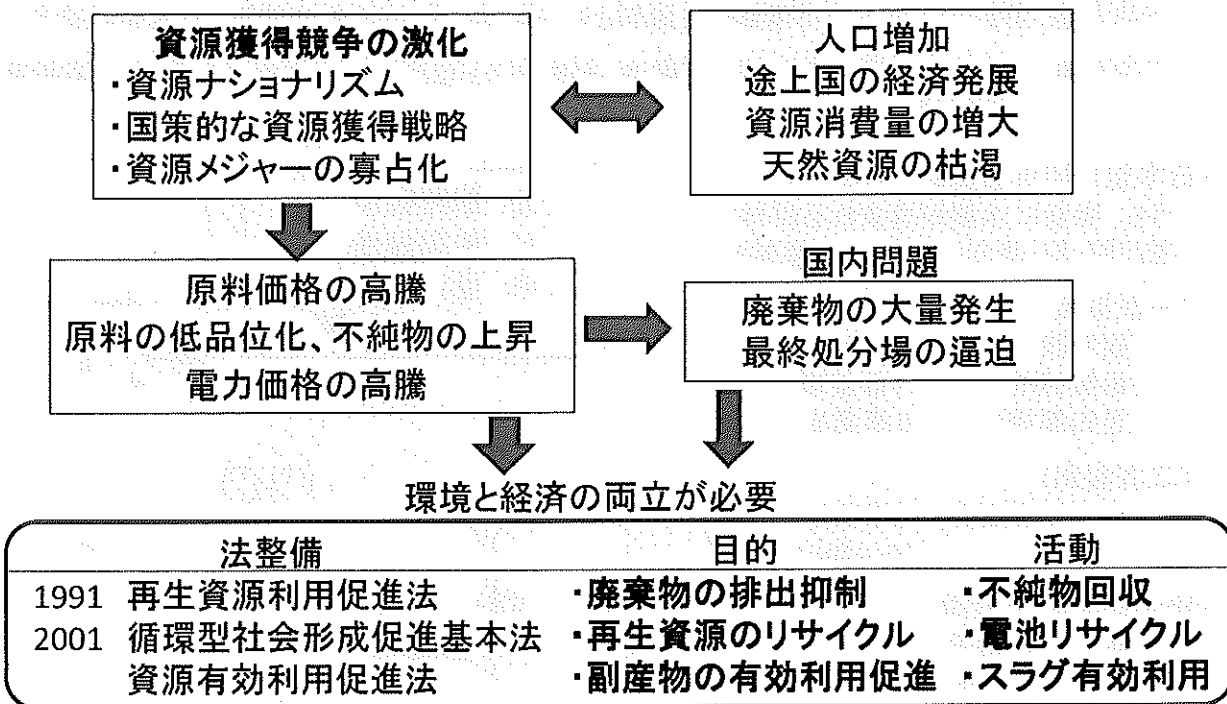 資源獲得競争の激化
・資源ナショナリズム
・国策的な資源獲得戦略
・資源メジャーの寡占化
人口増加
途上国の経済発展
資源消費量の増大
天然資源の枯渇
原料価格の高騰
原料の低品位化、不純物の上昇
電力価格の高騰
国内問題
廃棄物の大量発生
最終処分場の逼迫
環境と経済の両立が必要
法整備 目的 活動
1991 再生資源利用促進法 ・廃棄物の排出抑制 ・不純物回収
2001 循環型社会形成促進基本法 ・再生資源のリサイクル ・電池リサイクル
資源有効利用促進法 ・副産物の有効利用促進 ・スラグ有効利用